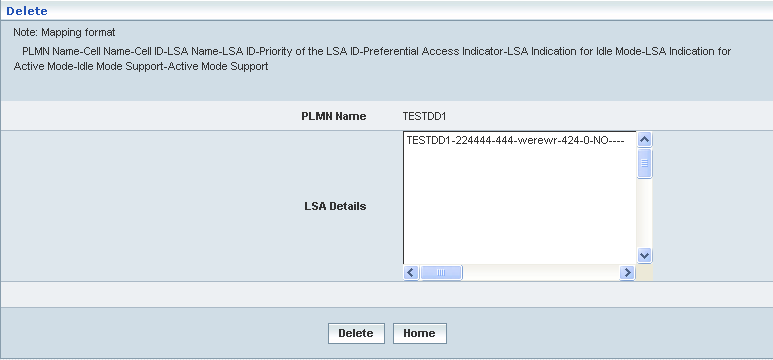 Delete
Note: Mapping format
PLMN Name-Cell Name-Cell ID-LSA Name-LSA ID-Priority of the LSA ID-Preferential Access Indicator-LSA Indication for Idle Mode-LSA Indication for
Active Mode-Idle Mode Support-Active Mode Support
PLMN Name TESTDD1
TESTDD1-224444-444-werewr-424-0-NO----
LSA Details
Delete Home